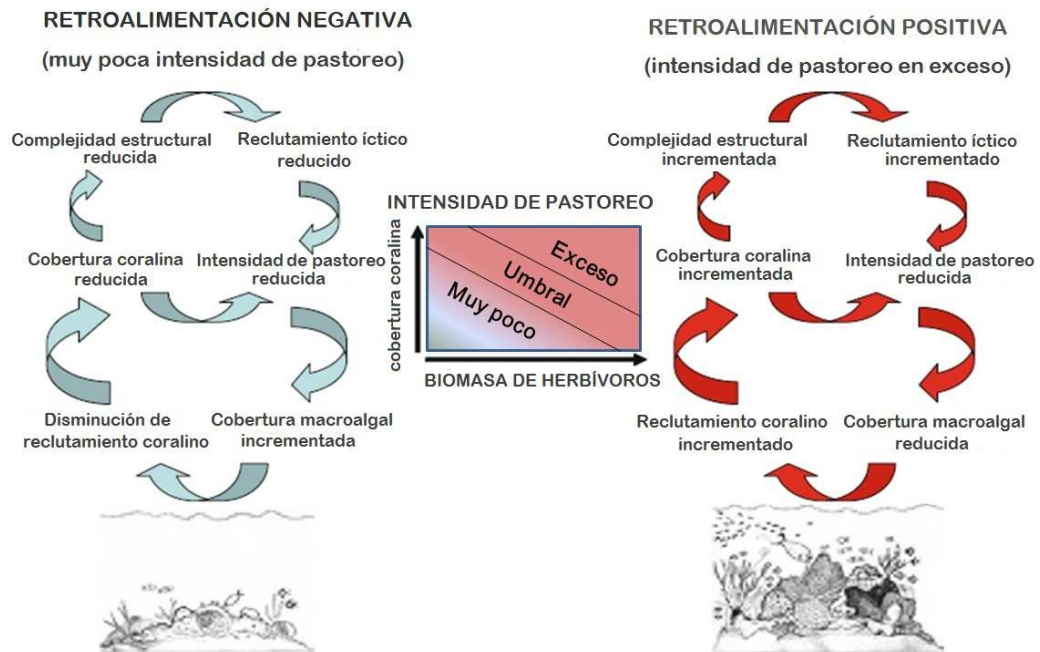 RETROALIMENTACIÓN NEGATIVA
(muy poca intensidad de pastoreo)
Complejidad estructural
reducida
Reclutamiento íctico
reducido
Cobertura coralina
reducida
Intensidad de pastoreo
reducida
Disminución de
reclutamiento coralino
Cobertura macroalgal
incrementada
INTENSIDAD DE PASTOREO
cobertura coralina
Exceso
Umbral
Muy poco
BIOMASA DE HERBÍVOROS
RETROALIMENTACIÓN POSITIVA
(intensidad de pastoreo en exceso)
Complejidad estructural
incrementada
Reclutamiento íctico
incrementado
Cobertura coralina
incrementada
Intensidad de pastoreo
reducida
Reclutamiento coralino
incrementado
Cobertura macroalgal
reducida